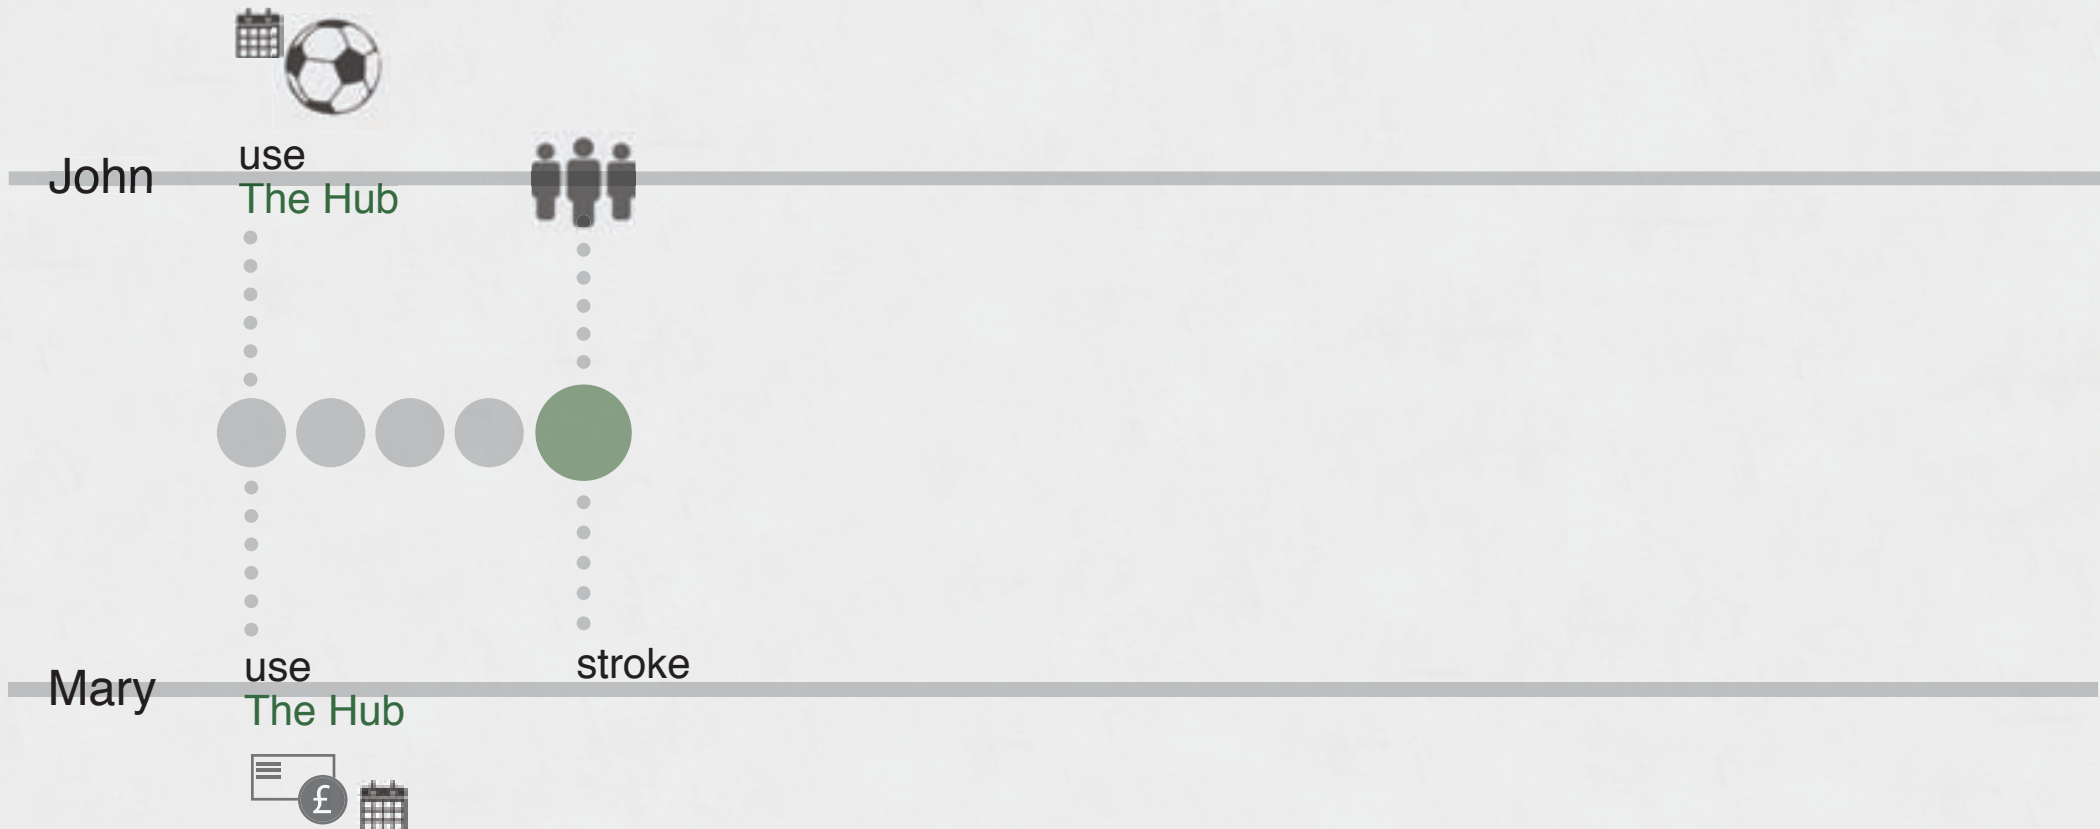 use
John
The Hub
use
stroke
Mary
The Hub
£